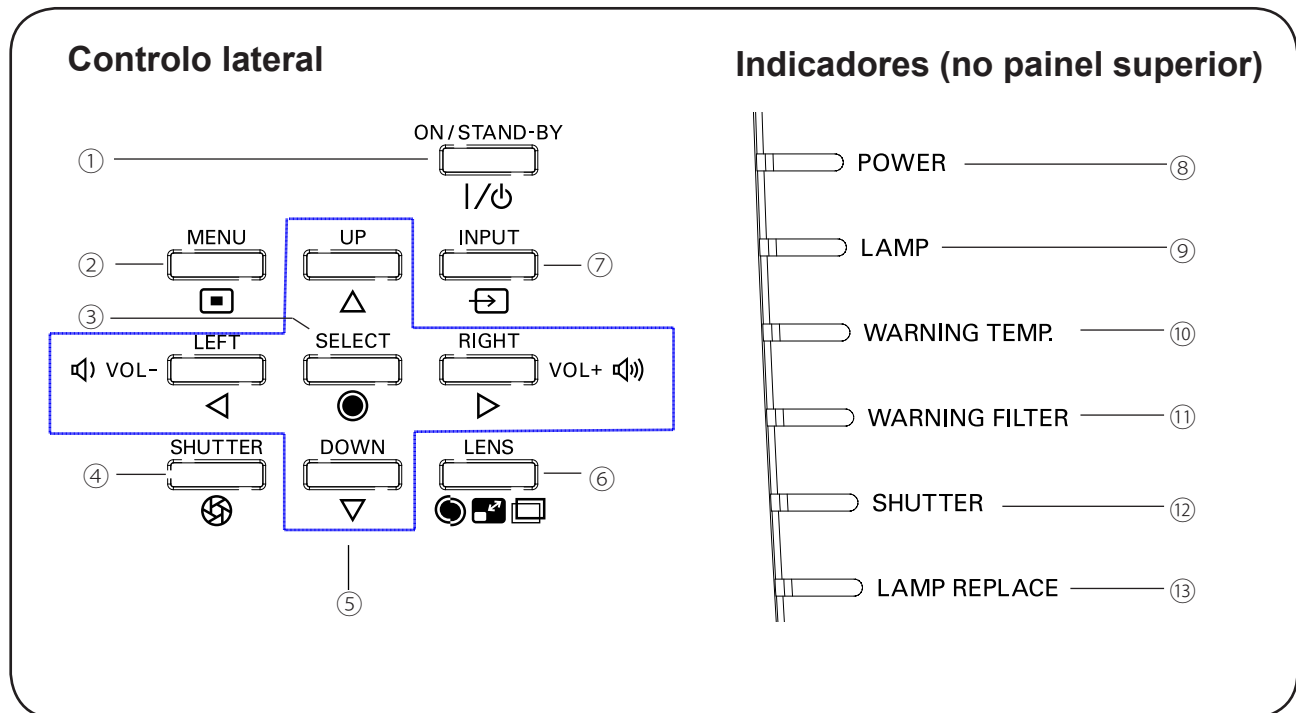 Controlo lateral
ON/STAND-BY
①
MENU
UP
INPUT
②
⑦
③
LEFT
SELECT
RIGHT
VOL-
VOL+
SHUTTER
DOWN
LENS
④
⑥
⑤
Indicadores (no painel superior)
POWER ⑧
LAMP ⑨
WARNING TEMP. ⑩
WARNING FILTER ⑪
SHUTTER ⑫
LAMP REPLACE ⑬